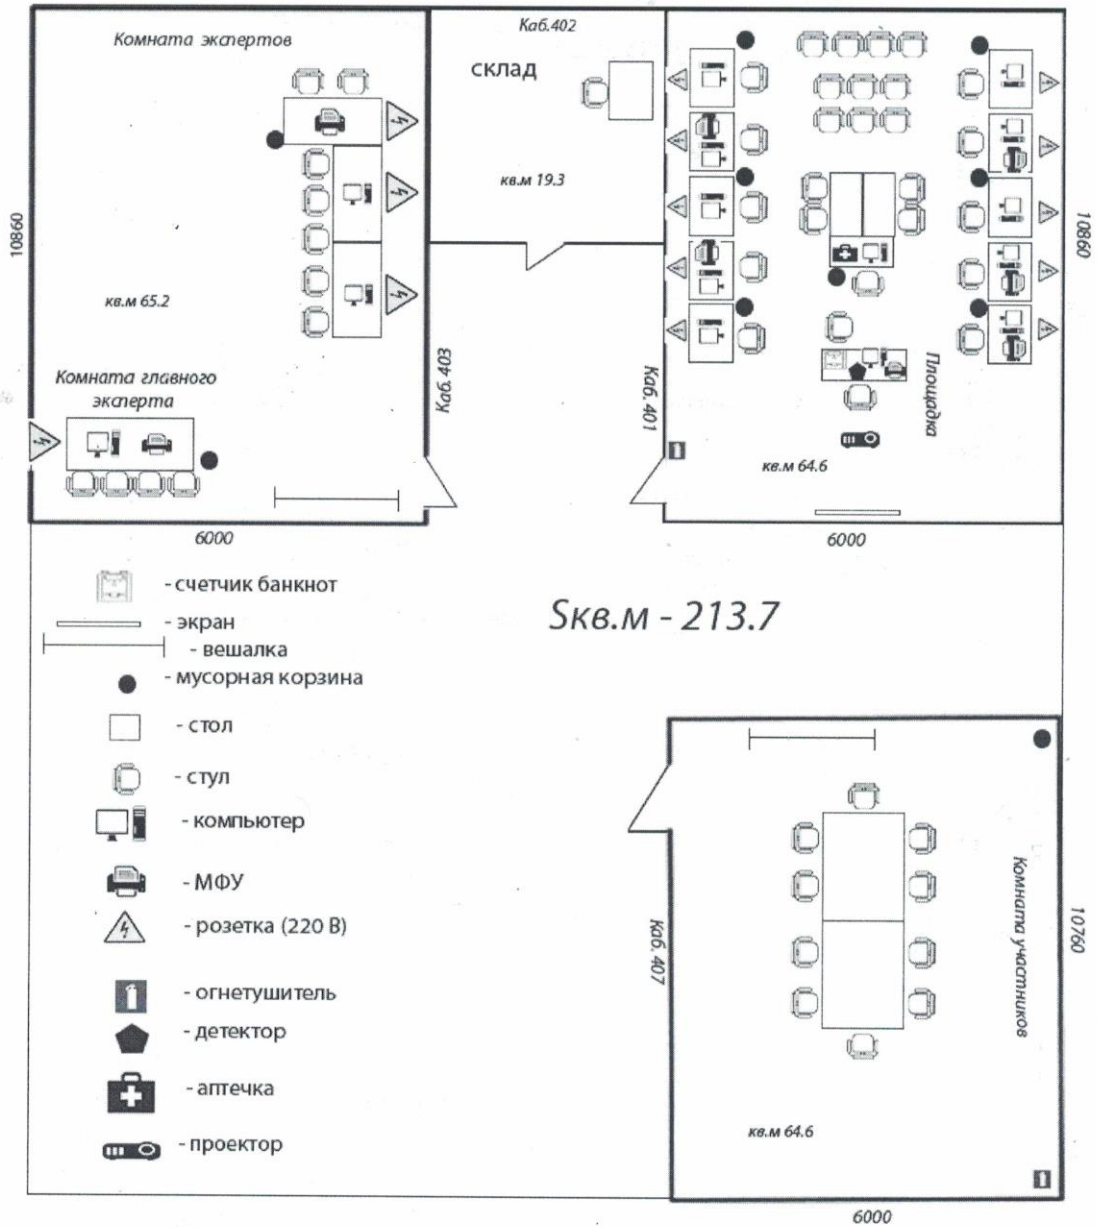 Комната экспертов
Каб.402
склад
кв.м 19.3
10860
кв.м 65.2
Комната главного
эксперта
Каб.403
Каб. 401
Площадка
10860
кв.м 64.6
6000
6000
- счетчик банкнот
- экран
- вешалка
- мусорная корзина
- стол
- стул
- компьютер
- МФУ
- розетка (220 В)
- огнетушитель
- детектор
- аптечка
- проектор
Sкв.м - 213.7
Каб. 407
Комната участников
10760
кв.м 64.6
6000